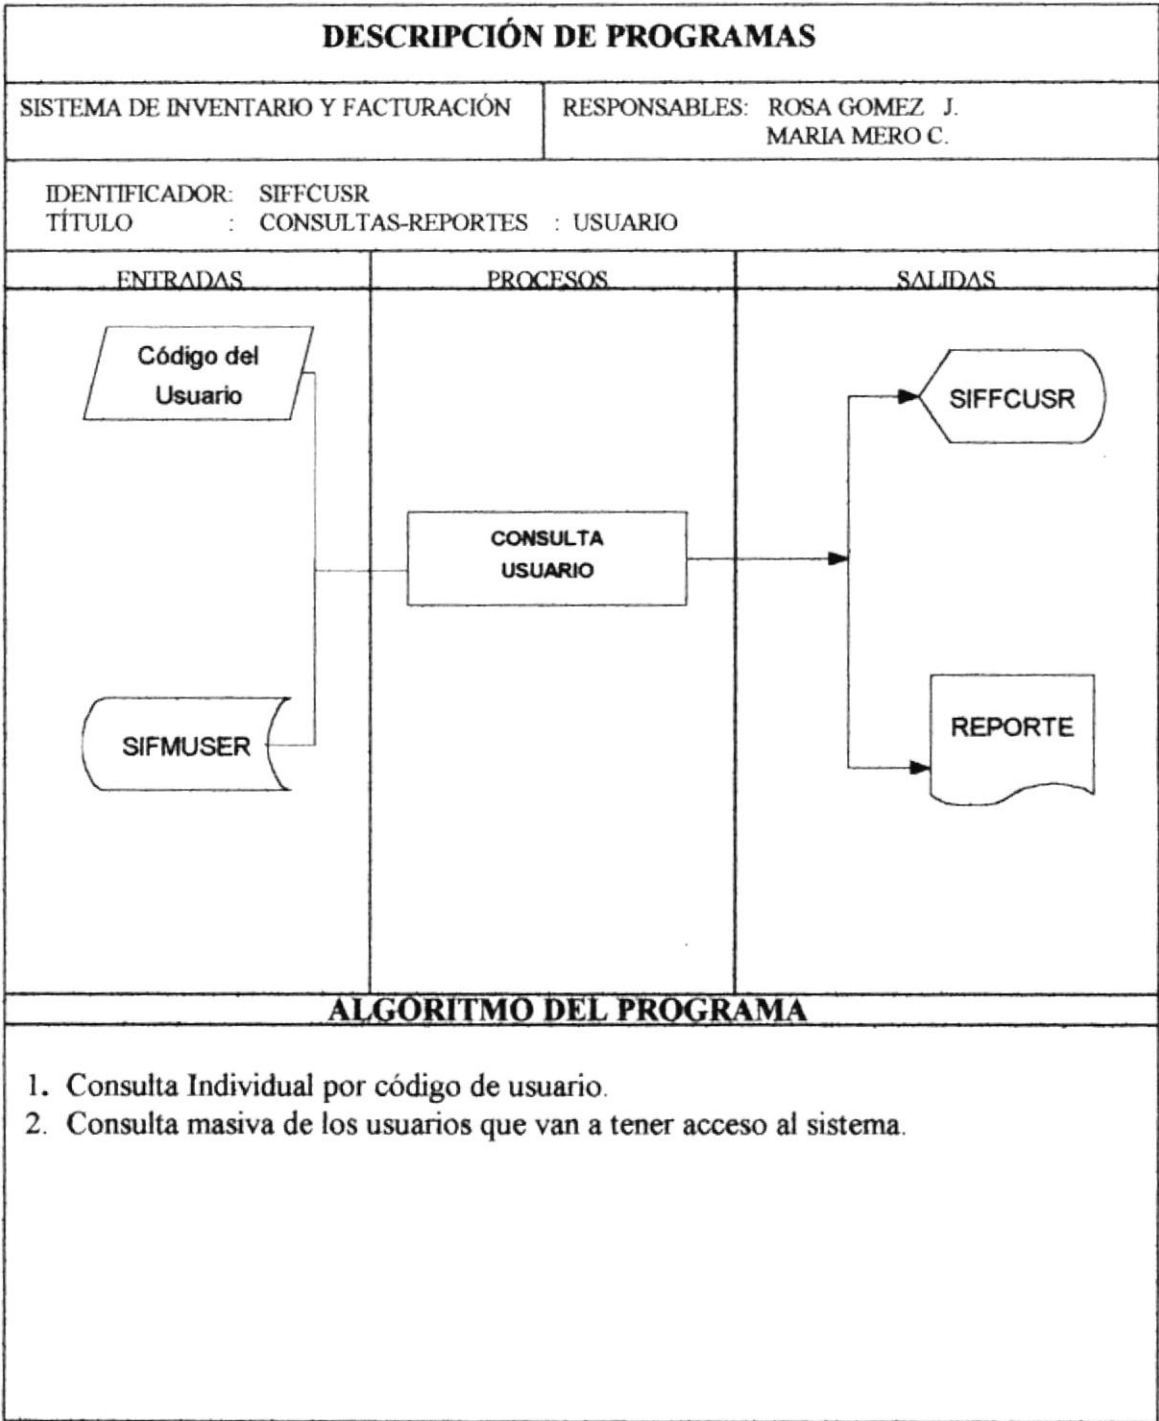 DESCRIPCIÓN DE PROGRAMAS
SISTEMA DE INVENTARIO Y FACTURACIÓN
RESPONSABLES: ROSA GOMEZ J.
MARIA MERO C.
IDENTIFICADOR: SIFFCUSR
TÍTULO : CONSULTAS-REPORTES : USUARIO
ENTRADAS
PROCESOS
SALIDAS
Código del
Usuario
SIFFCUSR
CONSULTA
USUARIO
SIFMUSER
REPORTE
ALGORITMO DEL PROGRAMA
1. Consulta Individual por código de usuario.
2. Consulta masiva de los usuarios que van a tener acceso al sistema.